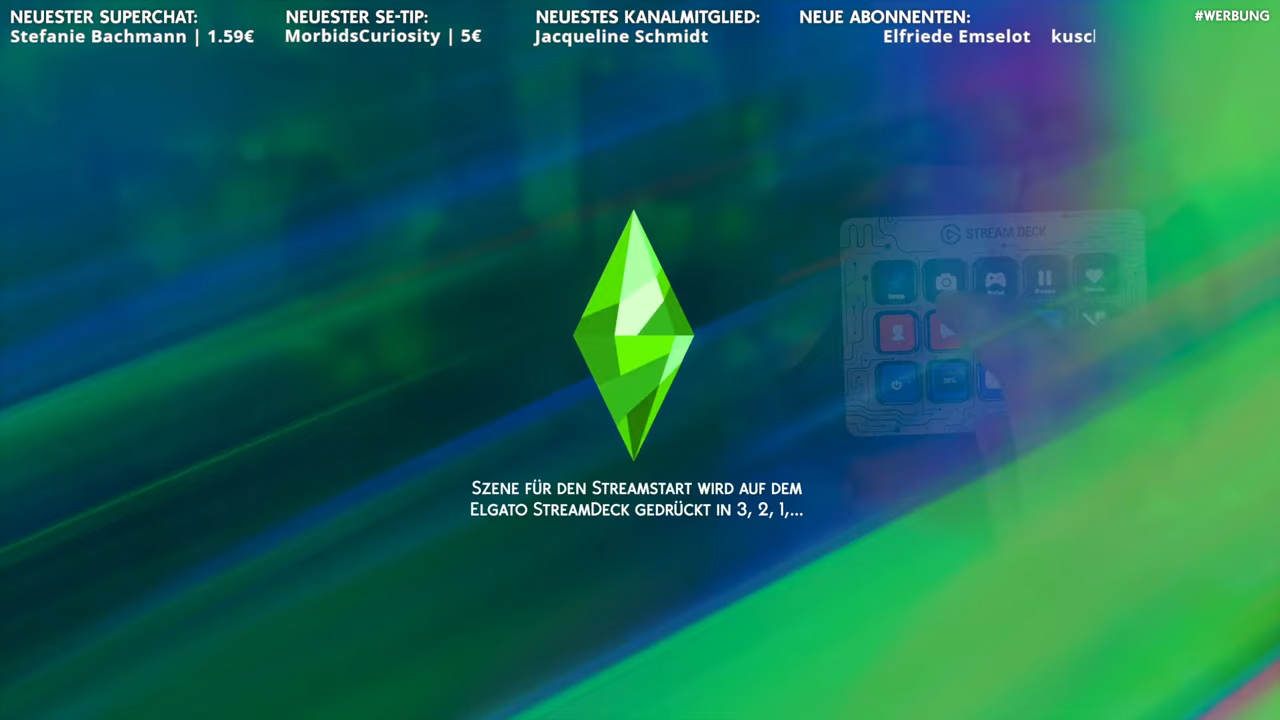 NEUESTER SUPERCHAT:
Stefanie Bachmann | 1.59€
NEUESTER SE-TIP:
MorbidsCuriosity | 5€
NEUESTES KANALMITGLIED:
Jacqueline Schmidt
NEUE ABONNENTEN:
Elfriede Emselot
#WERBUNG
STREAM DECK
SZENE FÜR DEN STREAMSTART WIRD AUF DEM
ELGATO STREAMDECK GEDRÜCKT IN 3, 2, 1,...